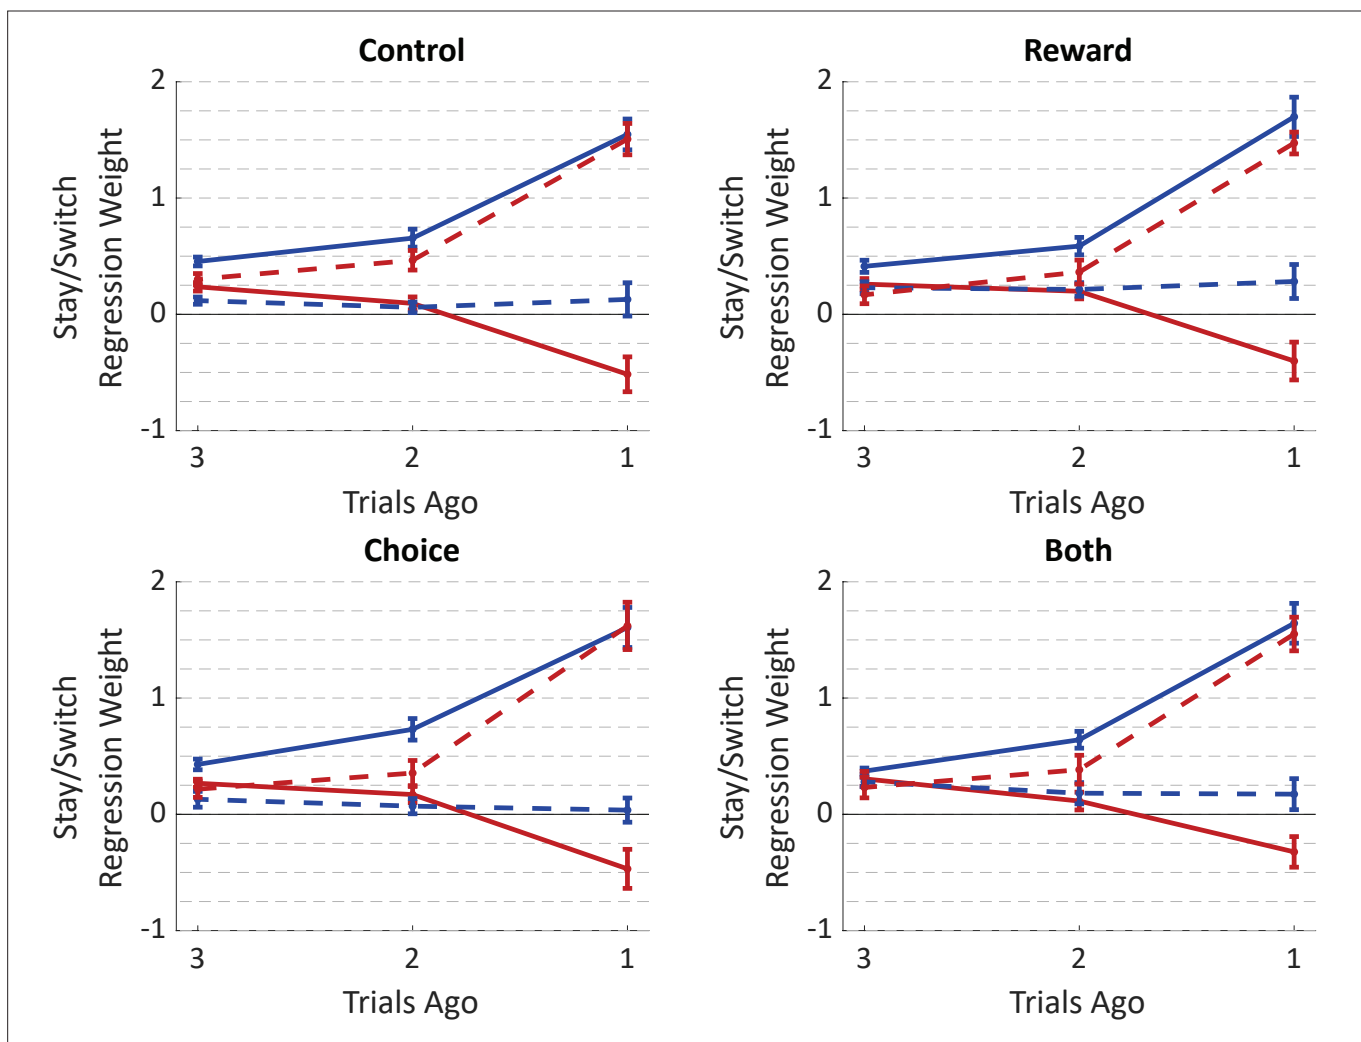 Control
Stay/Switch
Regression Weight
2
1
0
-1
3 2 1
Trials Ago
Reward
Stay/Switch
Regression Weight
2
1
0
-1
3 2 1
Trials Ago
Choice
Stay/Switch
Regression Weight
2
1
0
-1
3 2 1
Trials Ago
Both
Stay/Switch
Regression Weight
2
1
0
-1
3 2 1
Trials Ago